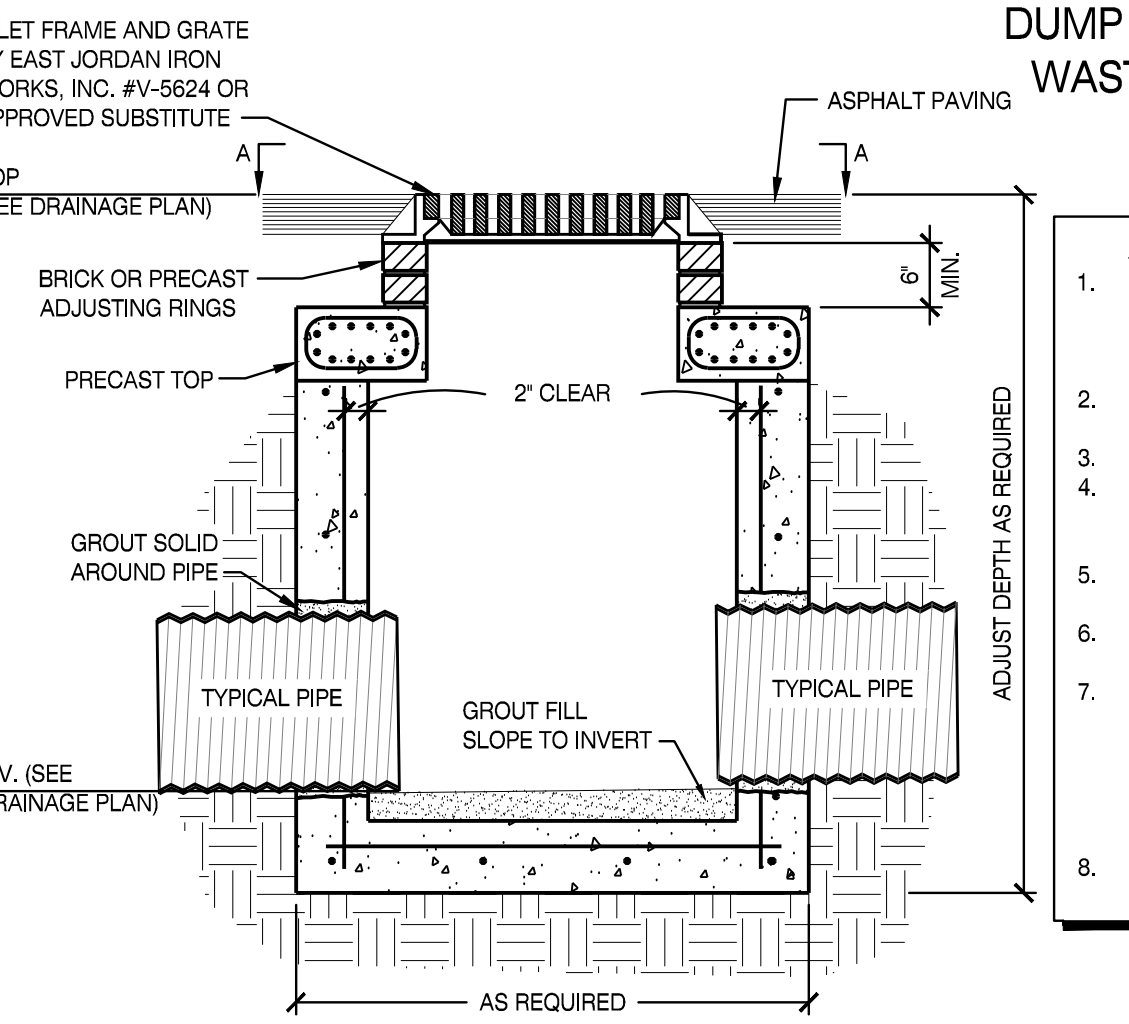 LET FRAME AND GRATE
EAST JORDAN IRON
ORKS, INC. #V-5624 OR
PPROVED SUBSTITUTE
DUMP
WAST
ASPHALT PAVING
A
A
OP
EE DRAINAGE PLAN)
BRICK OR PRECAST
ADJUSTING RINGS
6"
MIN.
PRECAST TOP
2" CLEAR
GROUT SOLID
AROUND PIPE
ADJUST DEPTH AS REQUIRED
TYPICAL PIPE
TYPICAL PIPE
GROUT FILL
SLOPE TO INVERT
V. (SEE
RAINAGE PLAN)
AS REQUIRED
1.
2.
3.
4.
5.
6.
7.
8.